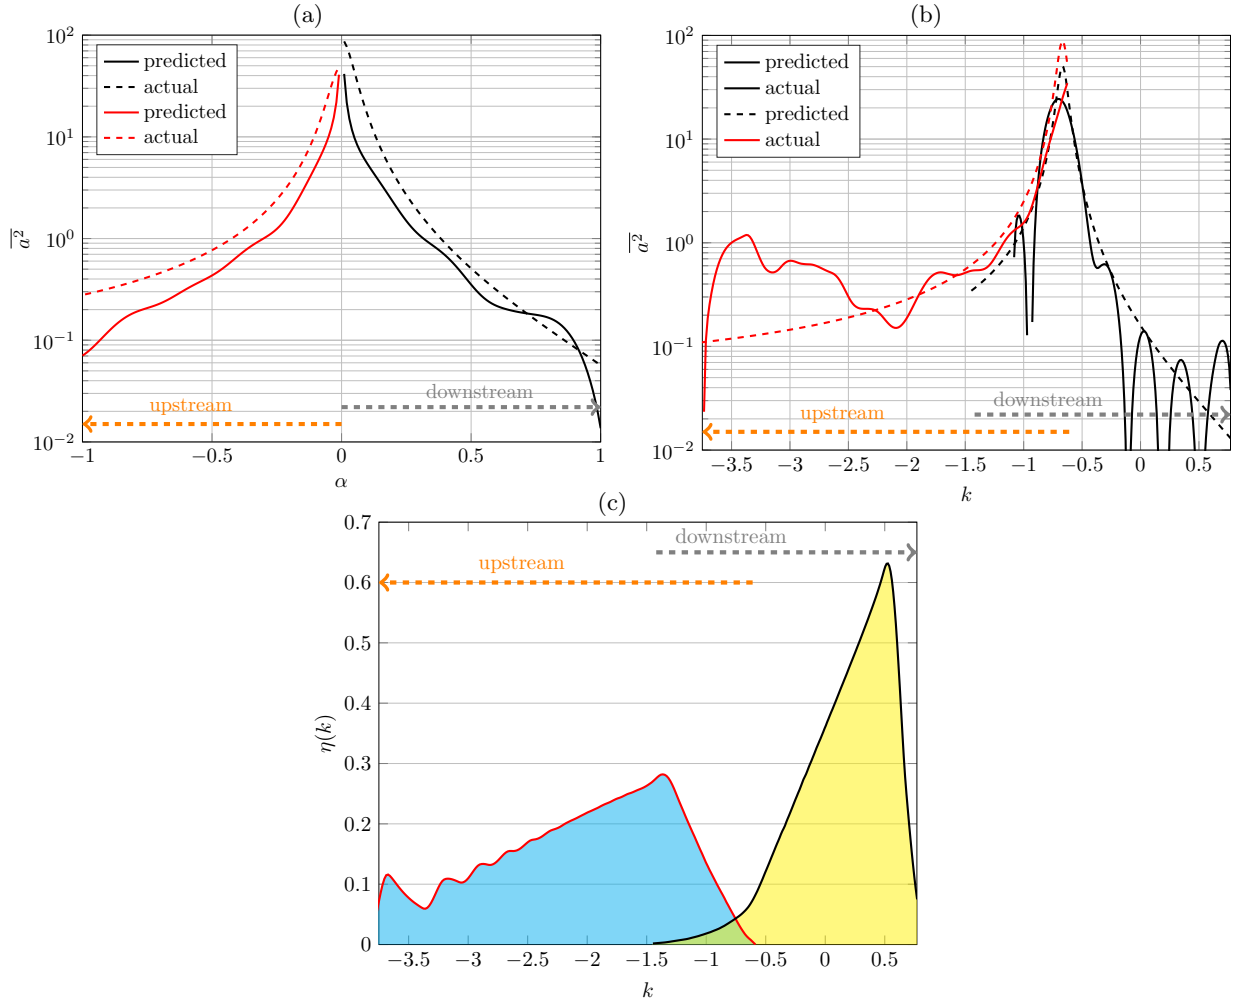 (a)
10^2
10^1
10^0
10^−1
10^−2
\overline{a^2}
predicted
actual
predicted
actual
upstream
downstream
−1 −0.5 0 0.5 1
α
(b)
10^2
10^1
10^0
10^−1
10^−2
\overline{a^2}
predicted
actual
predicted
actual
upstream
downstream
−3.5 −3 −2.5 −2 −1.5 −1 −0.5 0 0.5
k
(c)
0.7
0.6
0.5
0.4
0.3
0.2
0.1
0
η(k)
downstream
upstream
−3.5 −3 −2.5 −2 −1.5 −1 −0.5 0 0.5
k